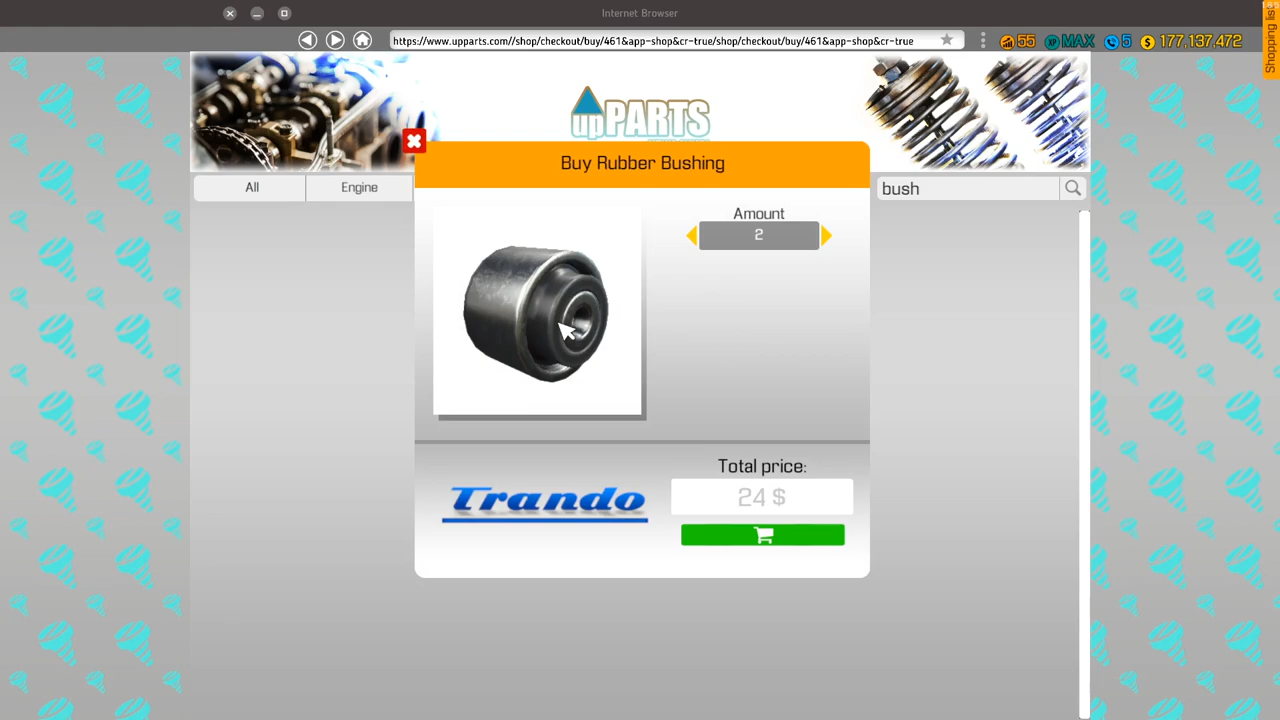 Internet Browser
https://www.upparts.com//shop/checkout/buy/461&app-shop&cr-true/shop/checkout/buy/461&app-shop&cr-true
55
XP MAX
5
$ 177,137,472
Shopping list
upPARTS
Buy Rubber Bushing
All
Engine
bush
Amount
2
Total price:
Trando
24 $